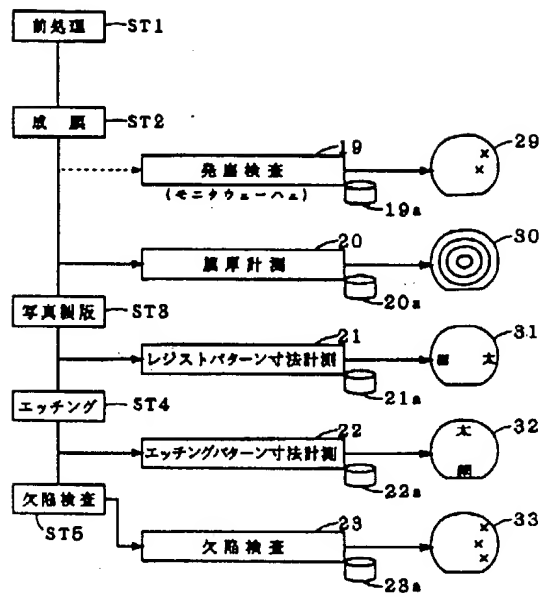 前処理
ST1
成膜
ST2
19
発塵検査
(モニタウェーハ)
19a
29
20
膜厚計測
20a
30
写真製版
ST3
21
レジストパターン寸法計測
21a
細 太
31
エッチング
ST4
22
エッチングパターン寸法計測
22a
太
細
32
欠陥検査
ST5
23
欠陥検査
23a
33